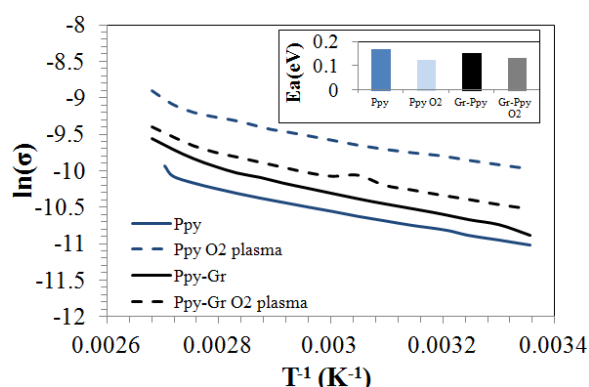 -8
-8.5
-9
-9.5
-10
-10.5
-11
-11.5
-12
ln(σ)
0.2
0.1
0
Ea(eV)
Ppy
Ppy O2
Gr-Ppy
Gr-Ppy
O2
Ppy
Ppy O2 plasma
Ppy-Gr
Ppy-Gr O2 plasma
0.0026 0.0028 0.003 0.0032 0.0034
T-1 (K-1)